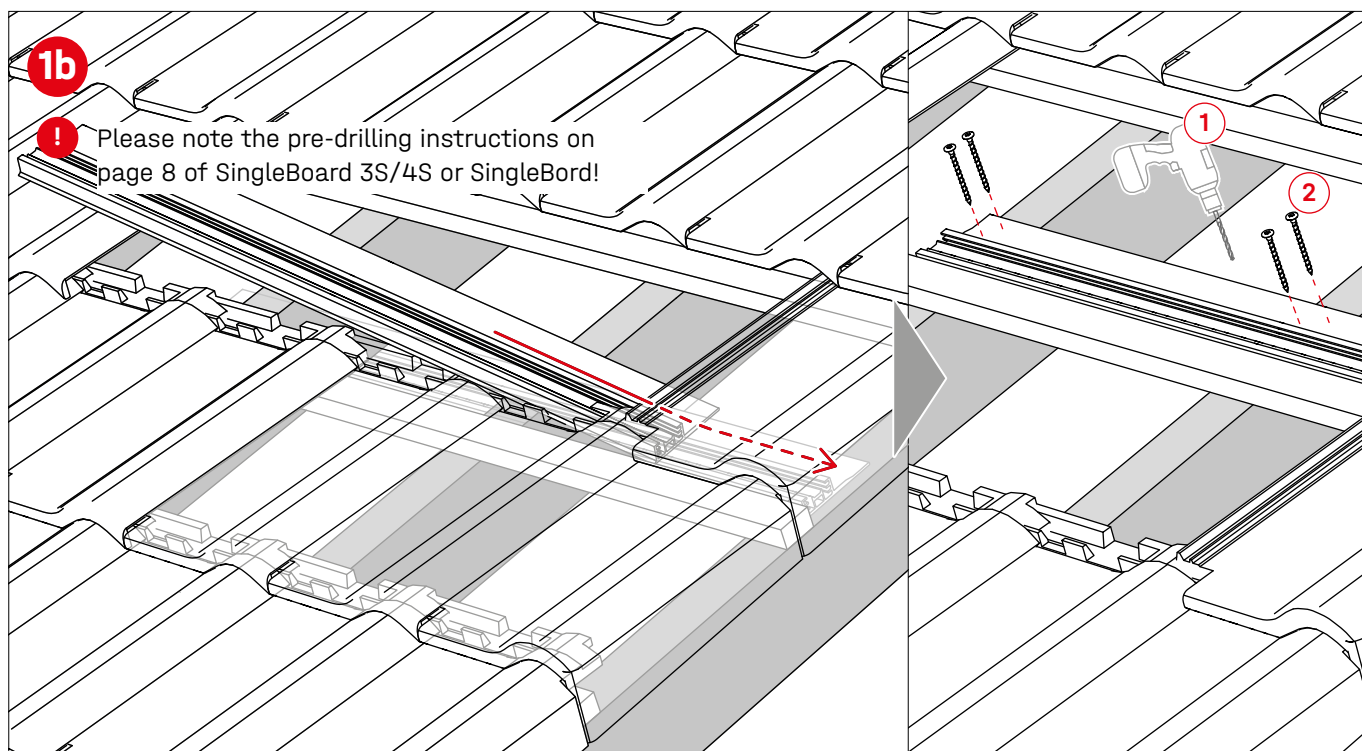 1b
! Please note the pre-drilling instructions on
page 8 of SingleBoard 3S/4S or SingleBord!
1
2